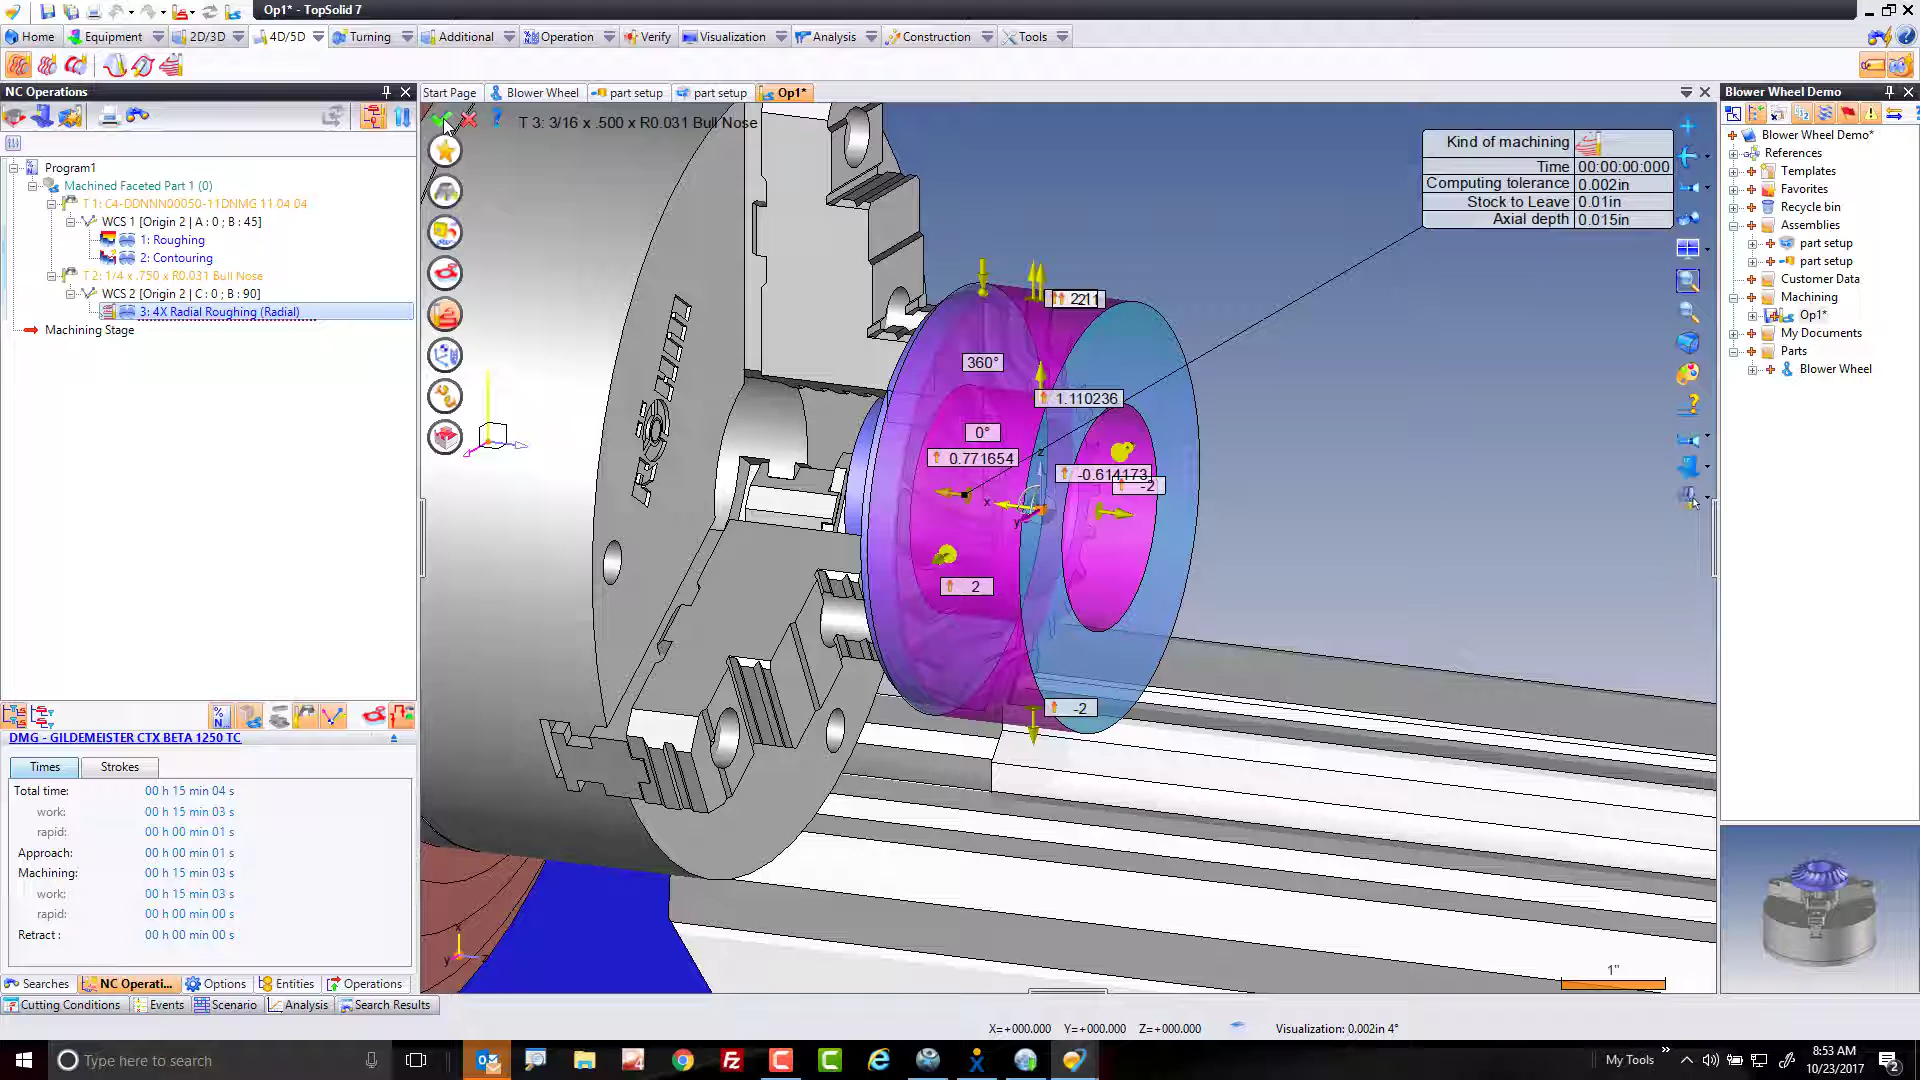 Op1* - TopSolid 7
Home
Equipment
2D/3D
4D/5D
Turning
Additional
Operation
Verify
Visualization
Analysis
Construction
Tools
NC Operations
Start Page
Blower Wheel
part setup
part setup
Op1*
Blower Wheel Demo
T 3: 3/16 x .500 x R0.031 Bull Nose
Program1
Machined Faceted Part 1 (0)
T 1: C4-DDNNN00050-11DNMG 11 04 04
WCS 1 [Origin 2 | A : 0 ; B : 45]
1: Roughing
2: Contouring
T 2: 1/4 x .750 x R0.031 Bull Nose
WCS 2 [Origin 2 | C : 0 ; B : 90]
3: 4X Radial Roughing (Radial)
Machining Stage
Kind of machining
Time 00:00:00:000
Computing tolerance 0.002in
Stock to Leave 0.01in
Axial depth 0.015in
360°
1.110236
0°
0.771654
-0.614173
-2
2
-2
x
y
z
Blower Wheel Demo*
References
Templates
Favorites
Recycle bin
Assemblies
part setup
part setup
Customer Data
Machining
Op1*
My Documents
Parts
Blower Wheel
DMG - GILDEMEISTER CTX BETA 1250 TC
Times
Strokes
Total time: 00 h 15 min 04 s
work: 00 h 15 min 03 s
rapid: 00 h 00 min 01 s
Approach: 00 h 00 min 01 s
Machining: 00 h 15 min 03 s
work: 00 h 15 min 03 s
rapid: 00 h 00 min 00 s
Retract : 00 h 00 min 00 s
1"
Searches
NC Operati...
Options
Entities
Operations
Cutting Conditions
Events
Scenario
Analysis
Search Results
X=+000.000 Y=+000.000 Z=+000.000
Visualization: 0.002in 4°
Type here to search
My Tools
8:53 AM
10/23/2017